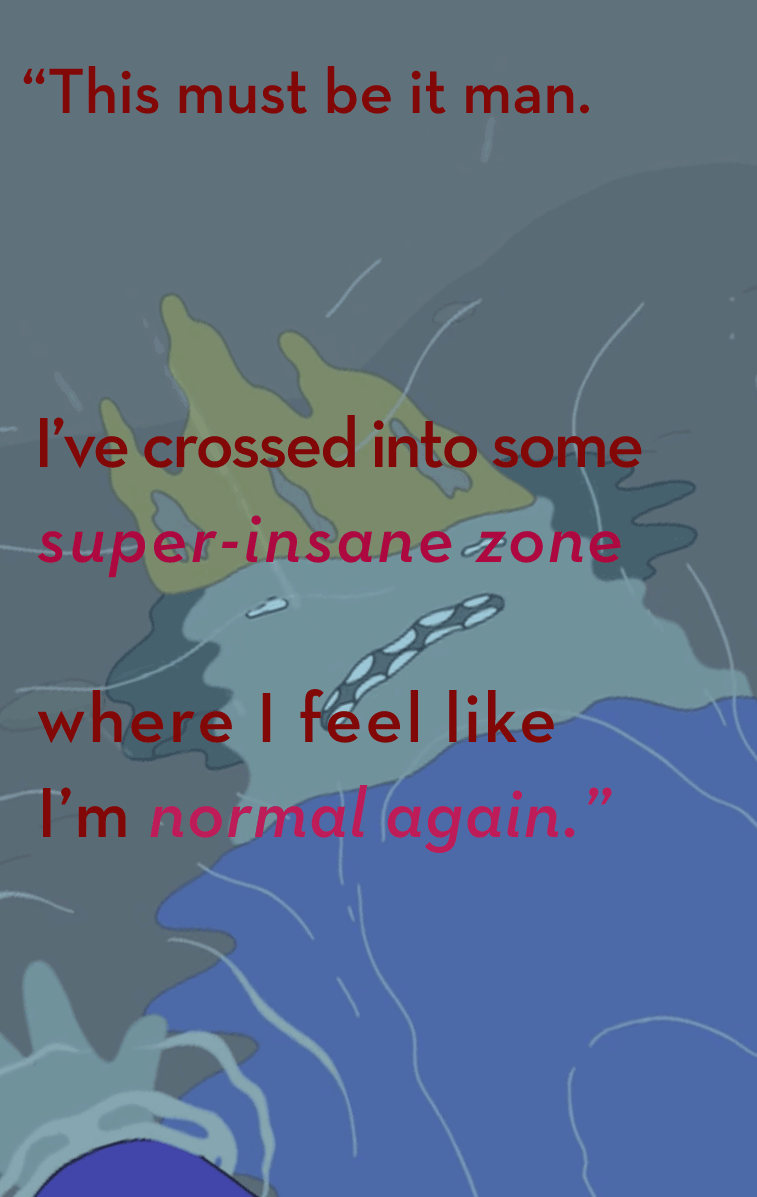 “This must be it man.
I’ve crossed into some
super-insane zone
where I feel like
I’m normal again.”